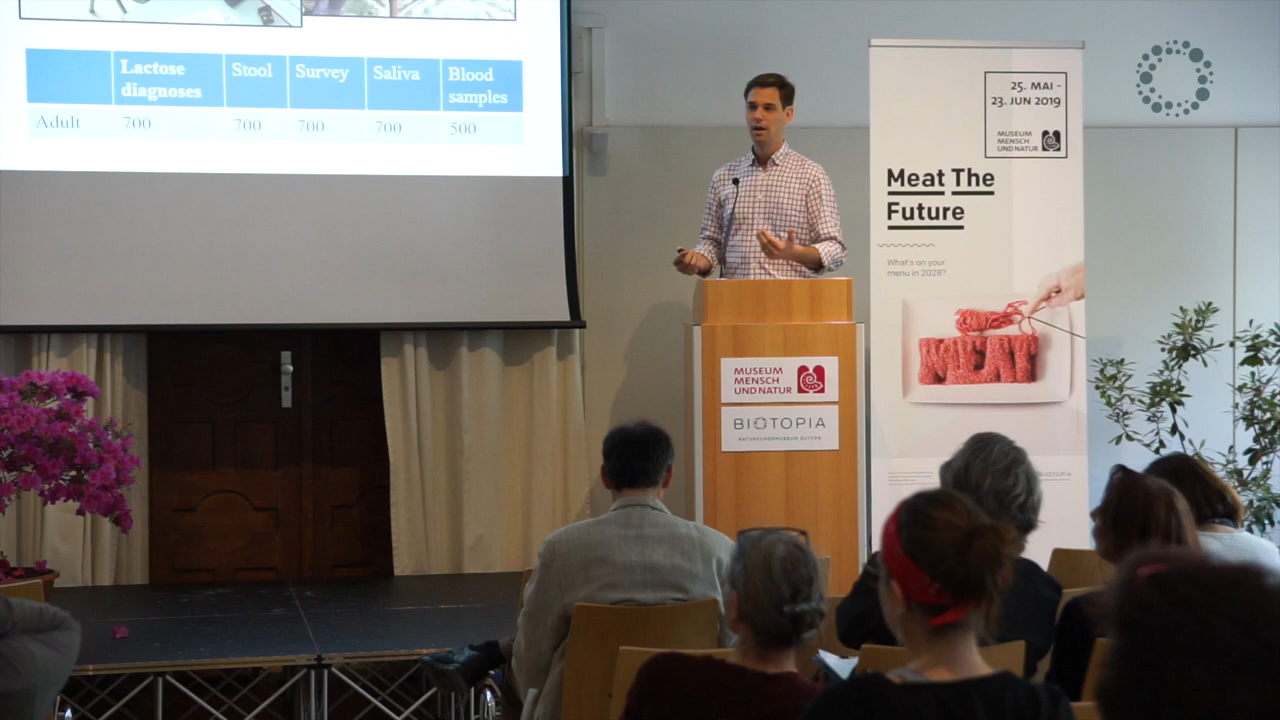 Lactose
diagnoses
Stool
Survey
Saliva
Blood
samples
Adult
700
700
700
700
500
25. MAI -
23. JUN 2019
MUSEUM
MENSCH
UND NATUR
Meat The
Future
What's on your
menu in 2028?
MEAT
MUSEUM
MENSCH
UND NATUR
BIOTOPIA
NATURKUNDEMUSEUM BAYERN
BIOTOPIA